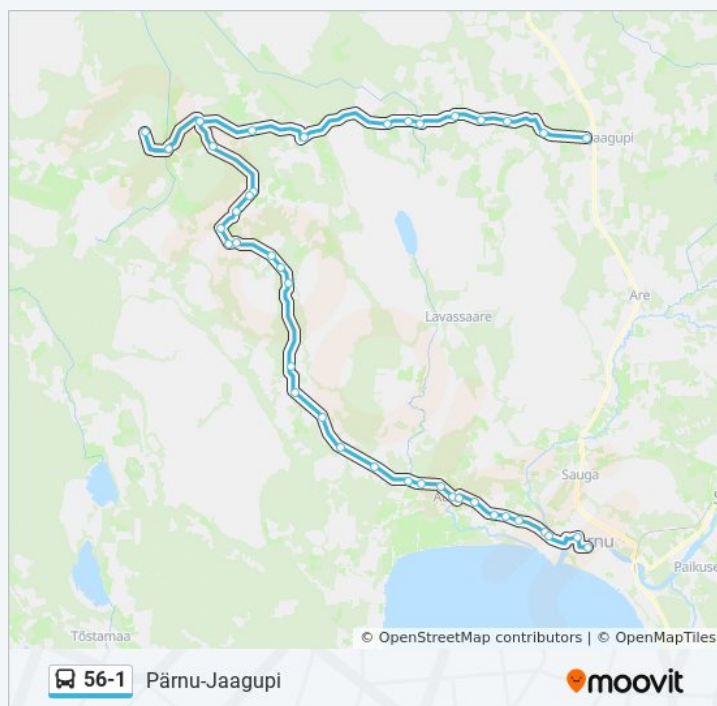 Jaagupi
Are
Lavassaare
Sauga
Paikuse
Tõstamaa
© OpenStreetMap contributors | © OpenMapTiles
56-1 Pärnu-Jaagupi
moovit